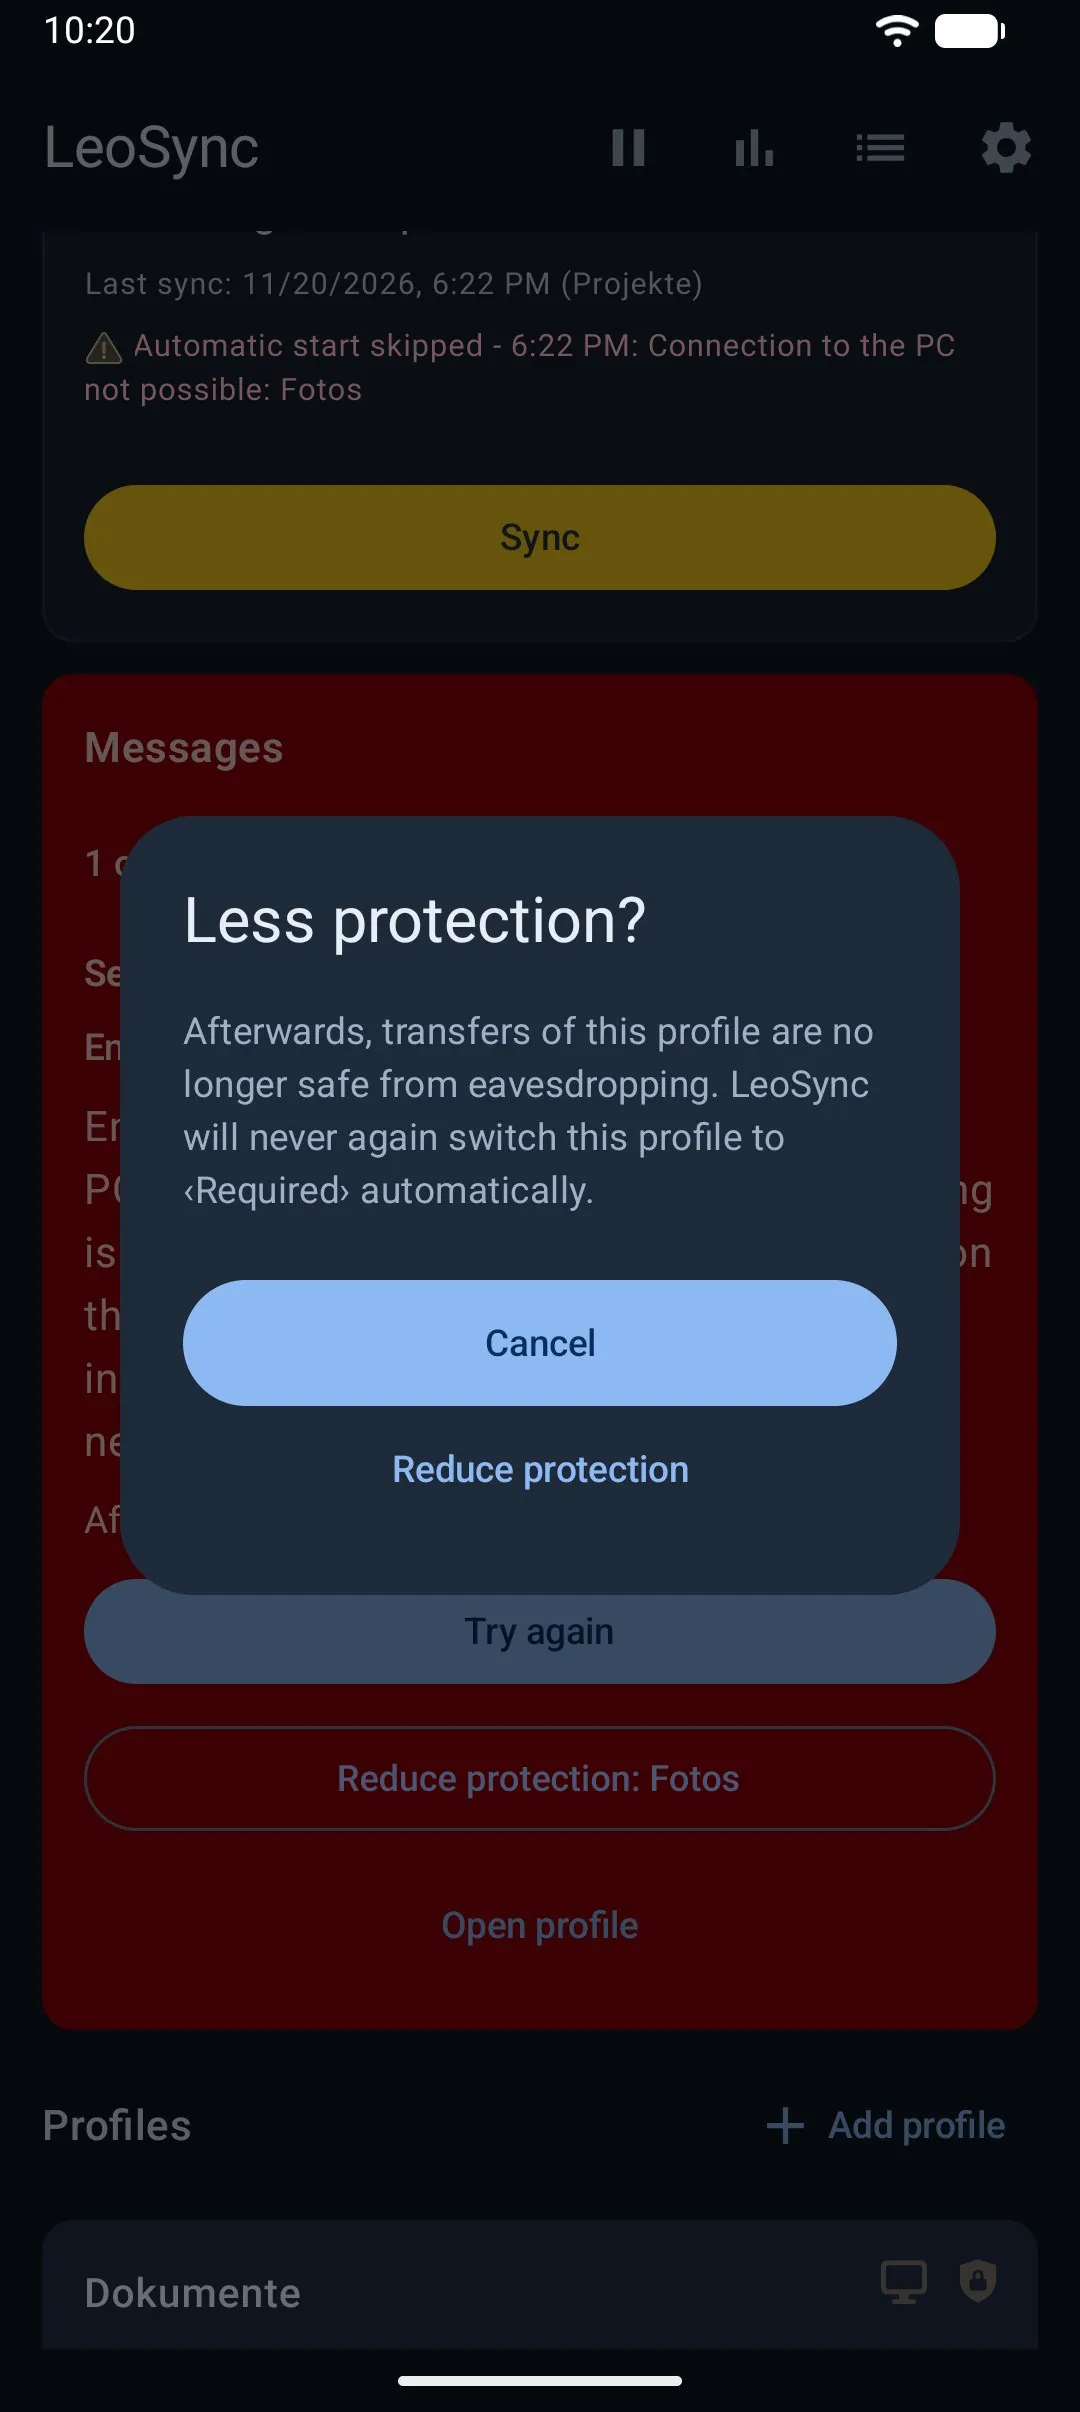 10:20
LeoSync
Last sync: 11/20/2026, 6:22 PM (Projekte)
Automatic start skipped - 6:22 PM: Connection to the PC
not possible: Fotos
Sync
Messages
1
Less protection?
Afterwards, transfers of this profile are no
longer safe from eavesdropping. LeoSync
will never again switch this profile to
‹Required› automatically.
Cancel
Reduce protection
is
Try again
Reduce protection: Fotos
Open profile
Profiles
+ Add profile
Dokumente